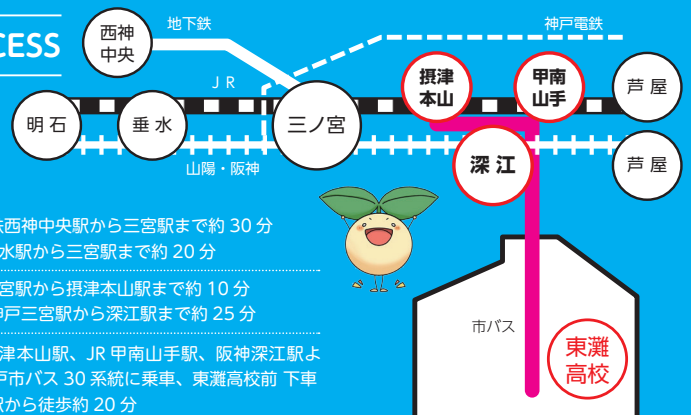 CESS
西神
中央
地下鉄
神戸電鉄
JR
摂津
本山
甲南
山手
芦屋
明石
垂水
三ノ宮
山陽・阪神
深江
芦屋
西神中央駅から三宮駅まで約 30 分
水駅から三宮駅まで約 20 分
宮駅から摂津本山駅まで約 10 分
戸三宮駅から深江駅まで約 25 分
津本山駅、JR 甲南山手駅、阪神深江駅よ
市バス 30 系統に乗車、東灘高校前 下車
駅から徒歩約 20 分
市バス
東灘
高校